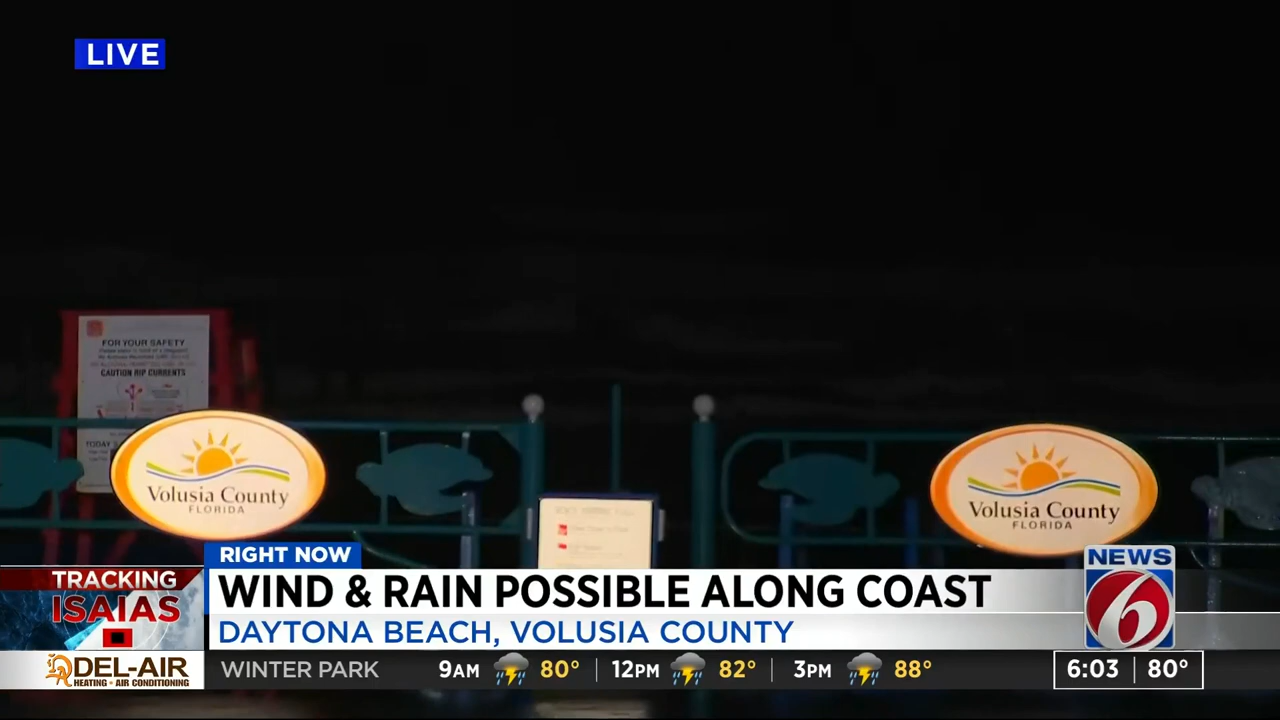 LIVE
FOR YOUR SAFETY
CAUTION RIP CURRENTS
TODAY
Volusia County
FLORIDA
Volusia County
FLORIDA
RIGHT NOW
TRACKING
ISAIAS
WIND & RAIN POSSIBLE ALONG COAST
DAYTONA BEACH, VOLUSIA COUNTY
NEWS
6
DEL-AIR
HEATING • AIR CONDITIONING
WINTER PARK 9AM 80° 12PM 82° 3PM 88°
6:03 80°